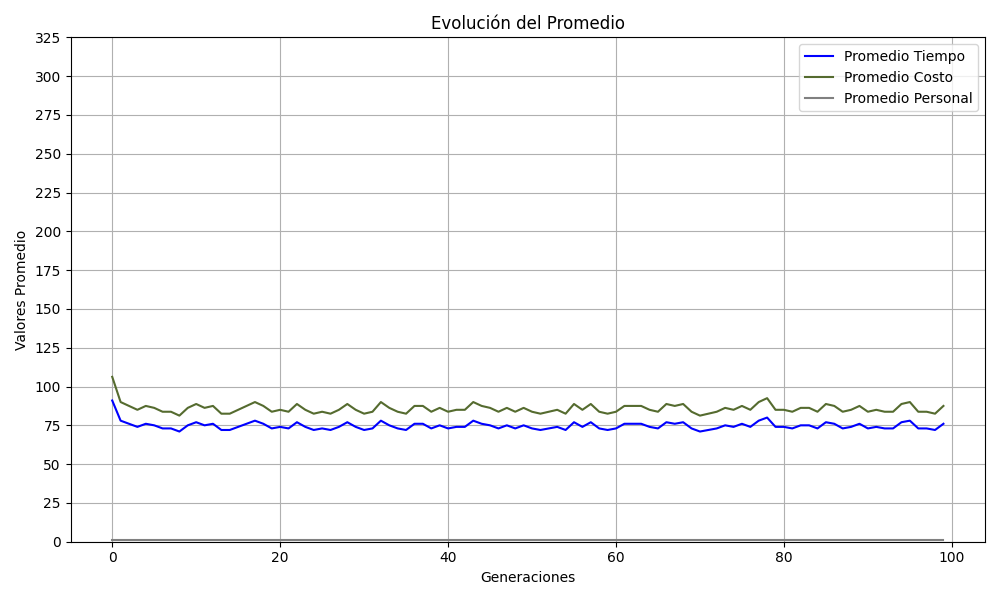 Evolución del Promedio
Valores Promedio
325
300
275
250
225
200
175
150
125
100
75
50
25
0
Promedio Tiempo
Promedio Costo
Promedio Personal
0 20 40 60 80 100
Generaciones